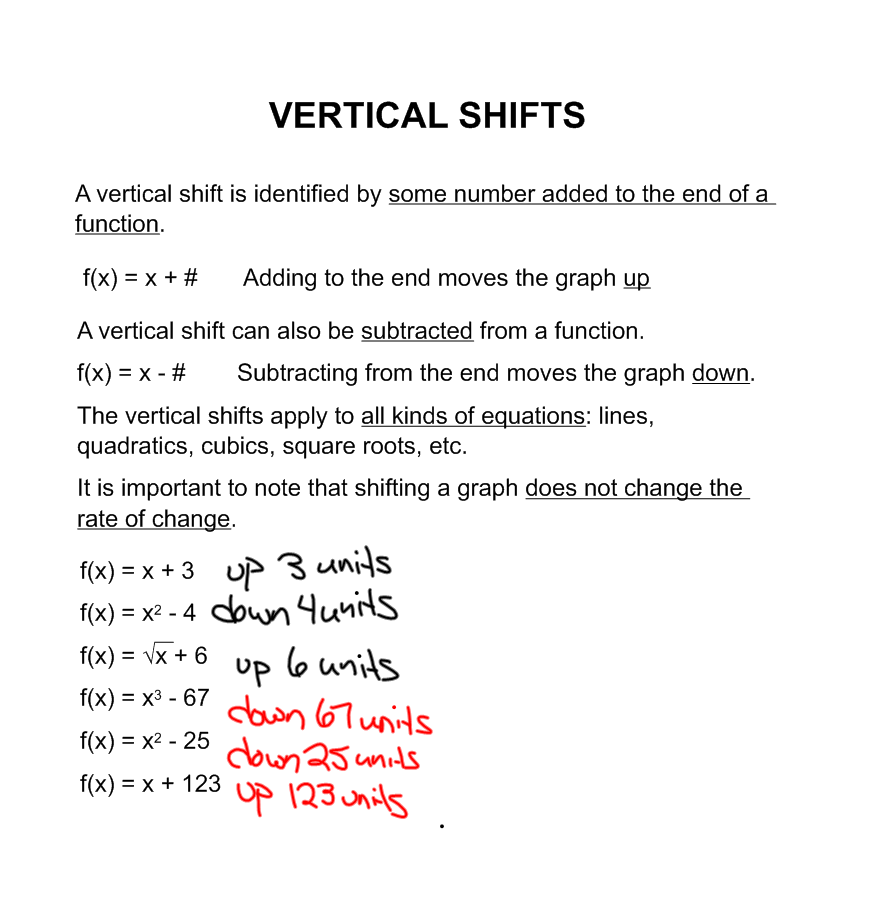 VERTICAL SHIFTS
A vertical shift is identified by some number added to the end of a
function.
f(x) = x + # Adding to the end moves the graph up
A vertical shift can also be subtracted from a function.
f(x) = x - # Subtracting from the end moves the graph down.
The vertical shifts apply to all kinds of equations: lines,
quadratics, cubics, square roots, etc.
It is important to note that shifting a graph does not change the
rate of change.
f(x) = x + 3 up 3 units
f(x) = x² - 4 down 4 units
f(x) = √x + 6 up 6 units
f(x) = x³ - 67 down 67 units
f(x) = x² - 25 down 25 units
f(x) = x + 123 up 123 units